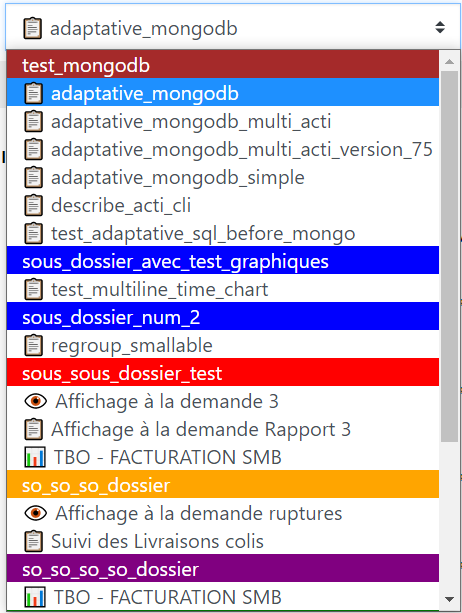 adaptative_mongodb
test_mongodb
adaptative_mongodb
adaptative_mongodb_multi_acti
adaptative_mongodb_multi_acti_version_75
adaptative_mongodb_simple
describe_acti_cli
test_adaptative_sql_before_mongo
sous_dossier_avec_test_graphiques
test_multiline_time_chart
sous_dossier_num_2
regroup_smallable
sous_sous_dossier_test
Affichage à la demande 3
Affichage à la demande Rapport 3
TBO - FACTURATION SMB
so_so_so_dossier
Affichage à la demande ruptures
Suivi des Livraisons colis
so_so_so_so_dossier
TBO - FACTURATION SMB